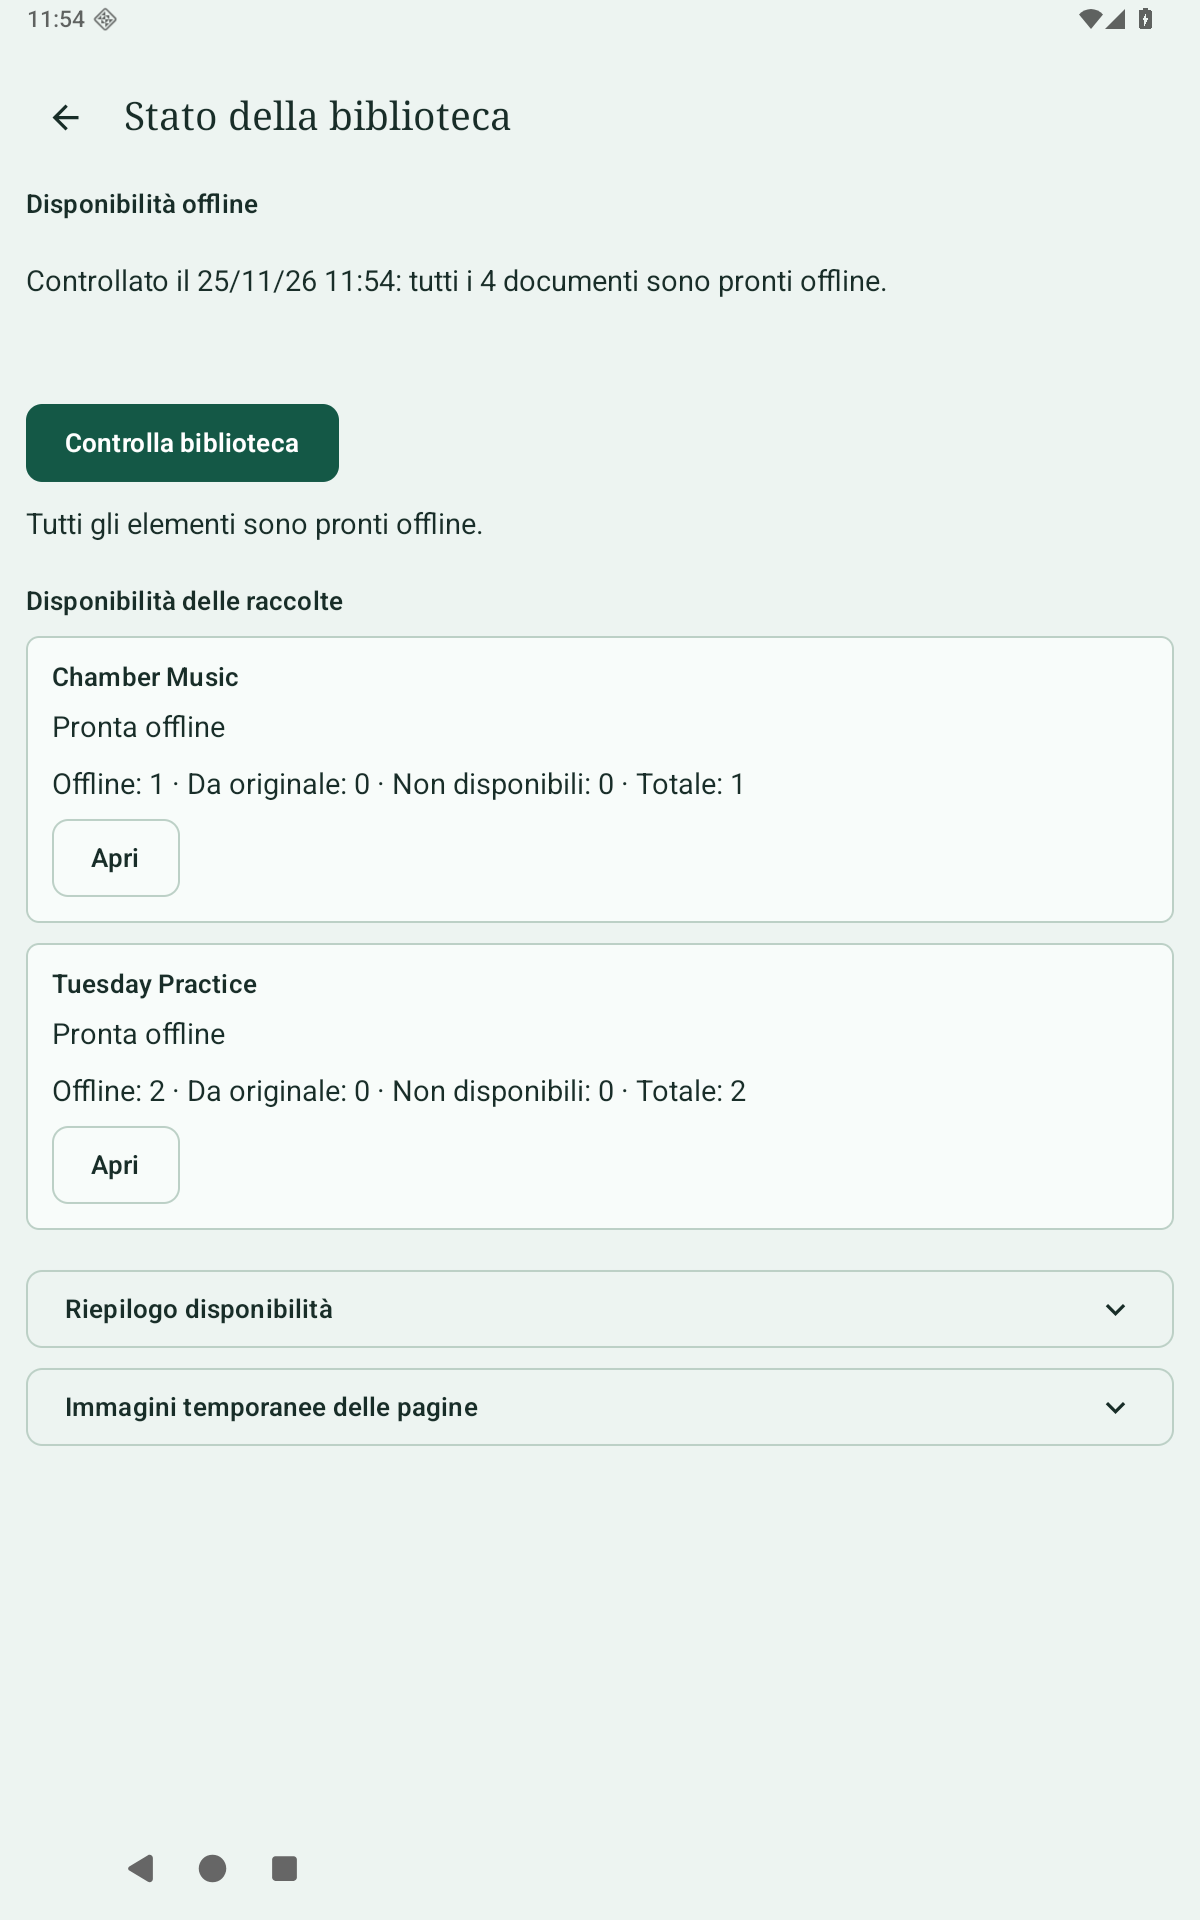 11:54
Stato della biblioteca
Disponibilità offline
Controllato il 25/11/26 11:54: tutti i 4 documenti sono pronti offline.
Controlla biblioteca
Tutti gli elementi sono pronti offline.
Disponibilità delle raccolte
Chamber Music
Pronta offline
Offline: 1 · Da originale: 0 · Non disponibili: 0 · Totale: 1
Apri
Tuesday Practice
Pronta offline
Offline: 2 · Da originale: 0 · Non disponibili: 0 · Totale: 2
Apri
Riepilogo disponibilità
Immagini temporanee delle pagine